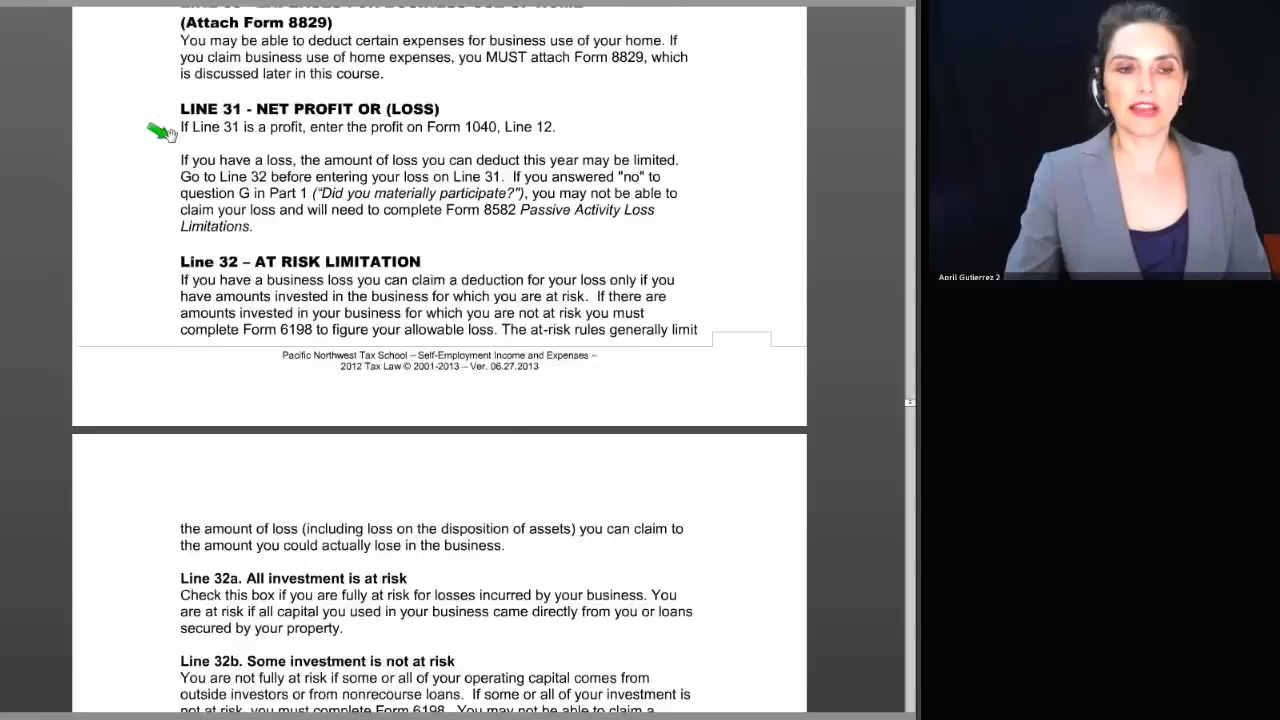 (Attach Form 8829)
You may be able to deduct certain expenses for business use of your home. If
you claim business use of home expenses, you MUST attach Form 8829, which
is discussed later in this course.
LINE 31 - NET PROFIT OR (LOSS)
If Line 31 is a profit, enter the profit on Form 1040, Line 12.
If you have a loss, the amount of loss you can deduct this year may be limited.
Go to Line 32 before entering your loss on Line 31. If you answered "no" to
question G in Part 1 (“Did you materially participate?”), you may not be able to
claim your loss and will need to complete Form 8582 Passive Activity Loss
Limitations.
Line 32 – AT RISK LIMITATION
If you have a business loss you can claim a deduction for your loss only if you
have amounts invested in the business for which you are at risk. If there are
amounts invested in your business for which you are not at risk you must
complete Form 6198 to figure your allowable loss. The at-risk rules generally limit
Pacific Northwest Tax School – Self-Employment Income and Expenses –
2012 Tax Law © 2001-2013 – Ver. 06.27.2013
the amount of loss (including loss on the disposition of assets) you can claim to
the amount you could actually lose in the business.
Line 32a. All investment is at risk
Check this box if you are fully at risk for losses incurred by your business. You
are at risk if all capital you used in your business came directly from you or loans
secured by your property.
Line 32b. Some investment is not at risk
You are not fully at risk if some or all of your operating capital comes from
outside investors or from nonrecourse loans. If some or all of your investment is
not at risk, you must complete Form 6198. You may not be able to claim a
April Gutierrez 2